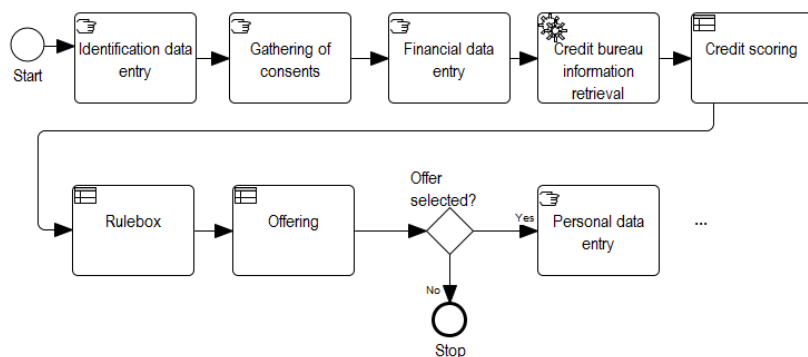 Identification data
entry
Gathering of
consents
Financial data
entry
Credit bureau
information
retrieval
Credit scoring
Start
Rulebox
Offering
Offer
selected?
Yes
Personal data
entry
...
No
Stop